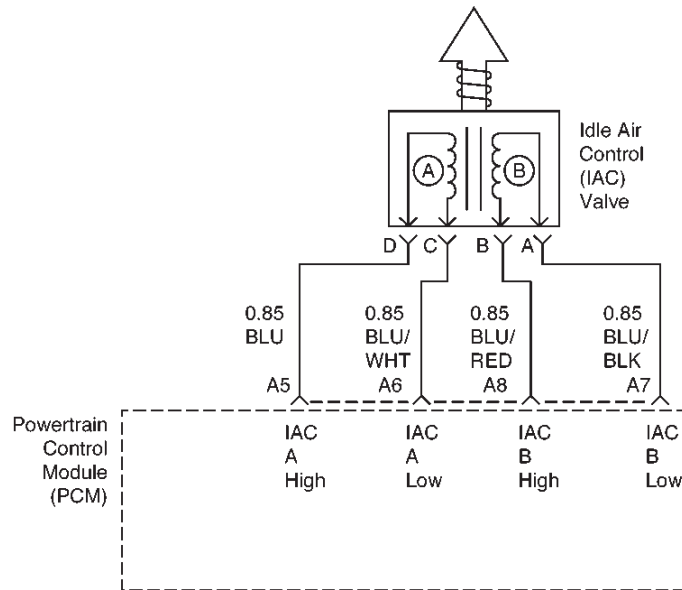 Idle Air
Control
(IAC)
Valve
A
B
D
C
B
A
0.85
BLU
0.85
BLU/
WHT
0.85
BLU/
RED
0.85
BLU/
BLK
A5
A6
A8
A7
Powertrain
Control
Module
(PCM)
IAC
A
High
IAC
A
Low
IAC
B
High
IAC
B
Low